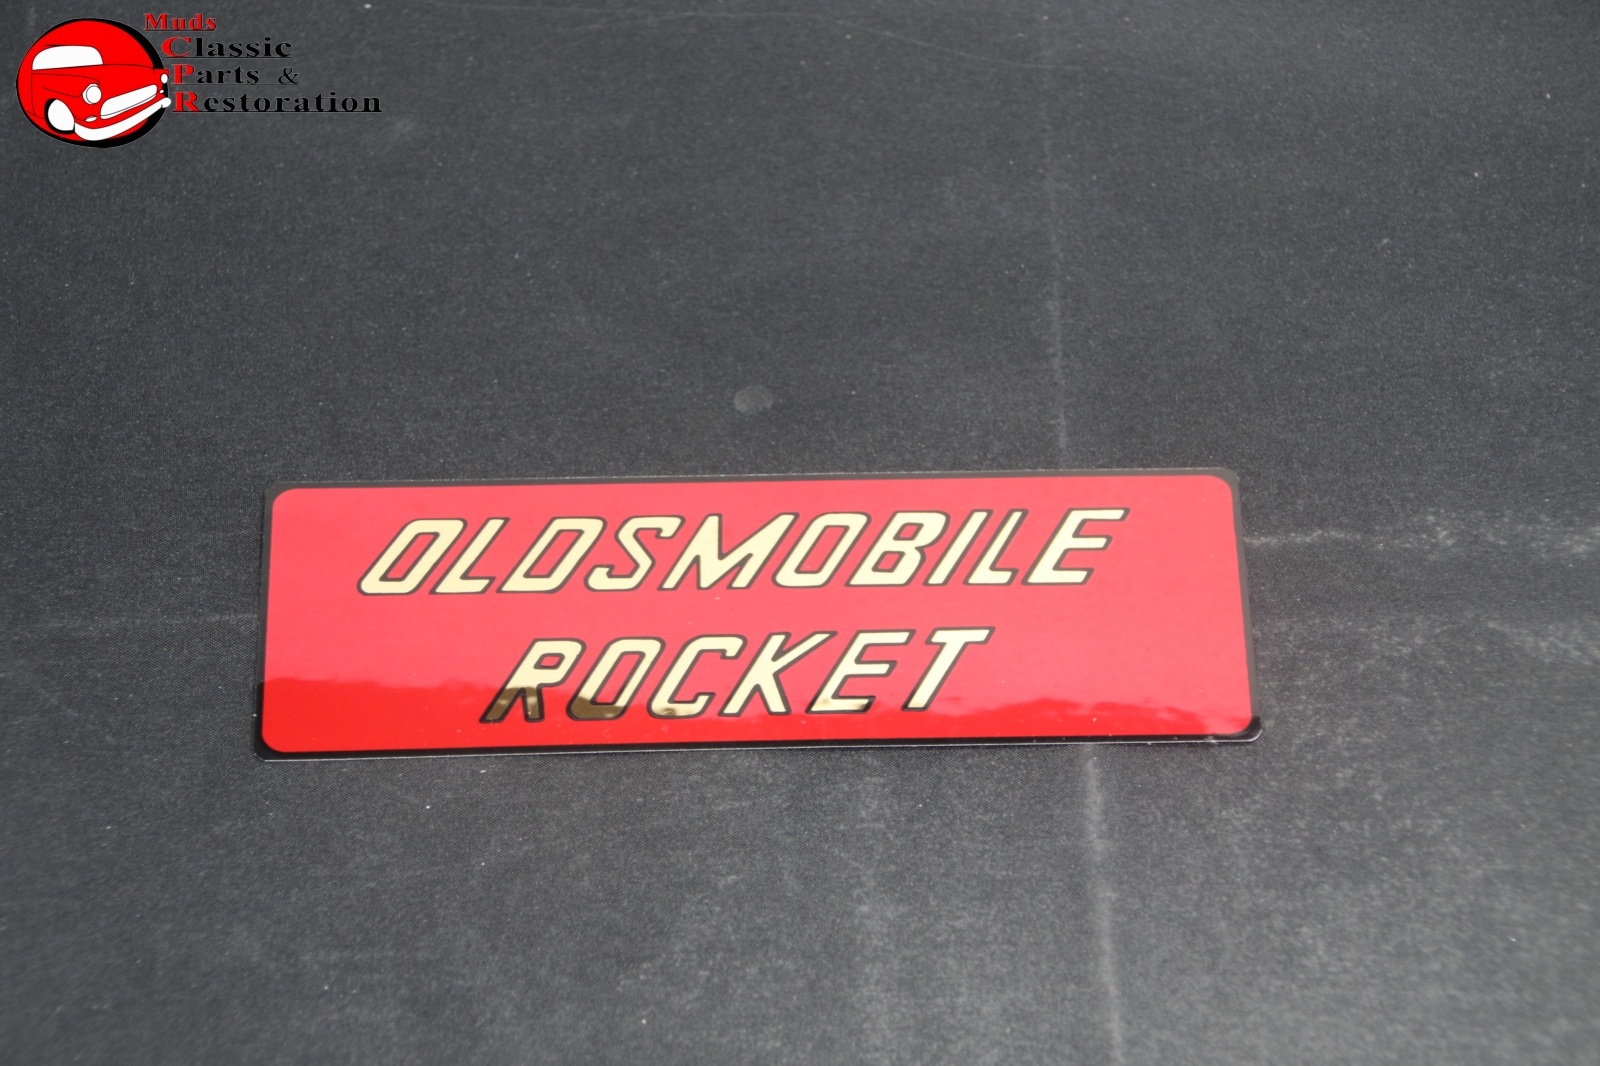 Muds
Classic
Parts &
Restoration
OLDSMOBILE
ROCKET